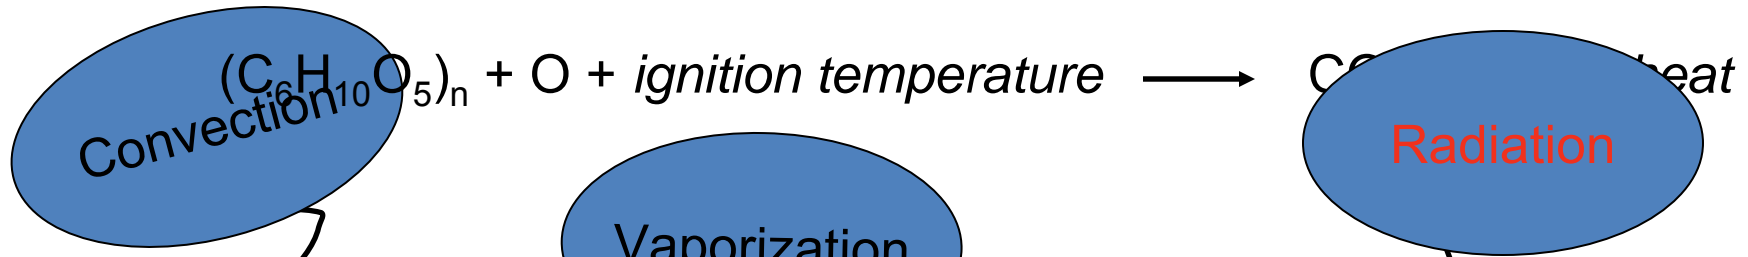 (C6H10O5)n + O + ignition temperature
Convection
Radiation
Vaporization